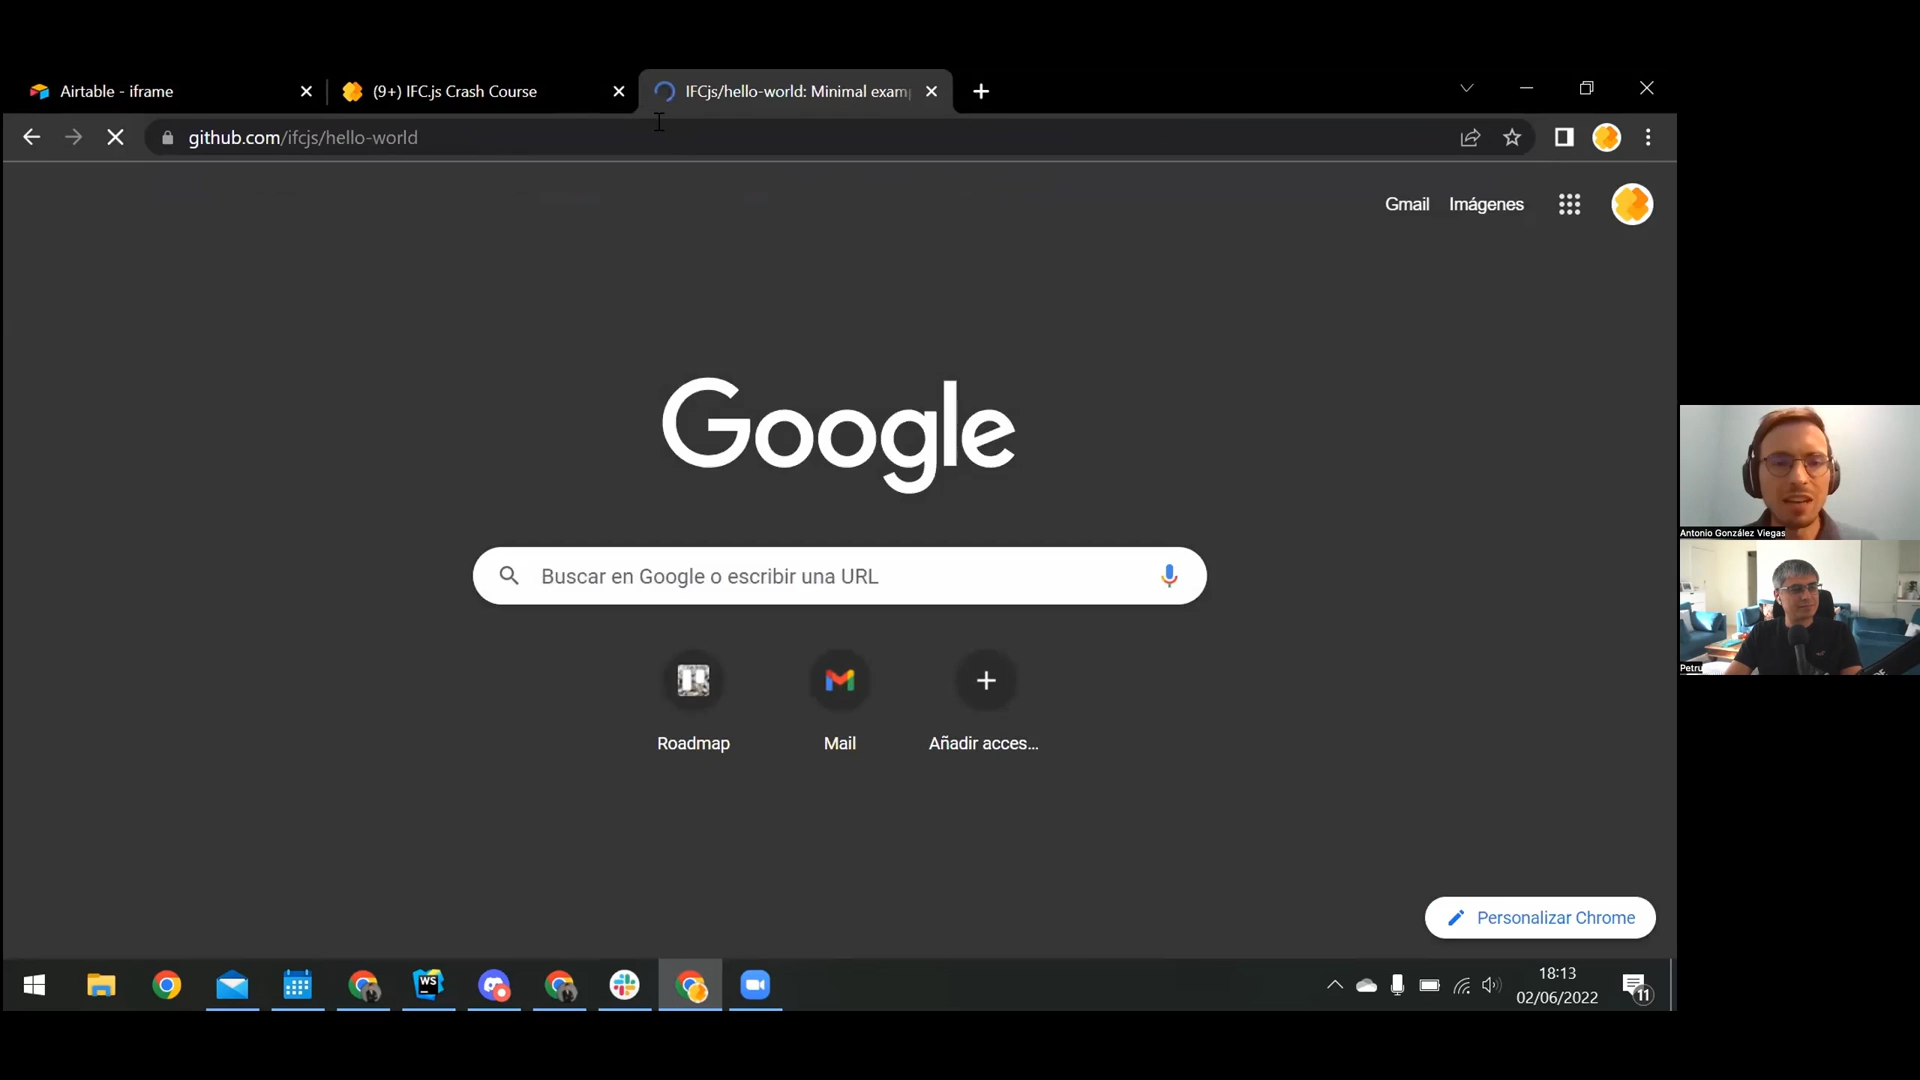 Airtable - iframe
(9+) IFC.js Crash Course
IFCjs/hello-world: Minimal exam
github.com/ifcjs/hello-world
Gmail
Imágenes
Google
Buscar en Google o escribir una URL
Roadmap
Mail
Añadir acces...
Antonio González Viegas
Petru
Personalizar Chrome
WS
18:13
02/06/2022
11